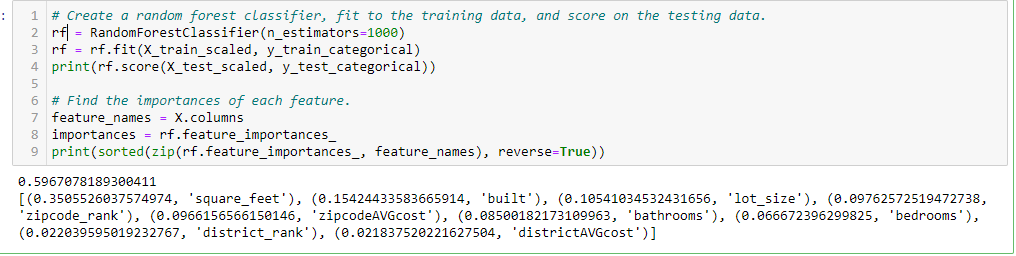 :
1 # Create a random forest classifier, fit to the training data, and score on the testing data.
2 rf = RandomForestClassifier(n_estimators=1000)
3 rf = rf.fit(X_train_scaled, y_train_categorical)
4 print(rf.score(X_test_scaled, y_test_categorical))
5
6 # Find the importances of each feature.
7 feature_names = X.columns
8 importances = rf.feature_importances_
9 print(sorted(zip(rf.feature_importances_, feature_names), reverse=True))
0.5967078189300411
[(0.3505526037574974, 'square_feet'), (0.15424433583665914, 'built'), (0.10541034532431656, 'lot_size'), (0.09762572519472738,
'zipcode_rank'), (0.0966156566150146, 'zipcodeAVGcost'), (0.08500182173109963, 'bathrooms'), (0.066672396299825, 'bedrooms'),
(0.022039595019232767, 'district_rank'), (0.021837520221627504, 'districtAVGcost')]